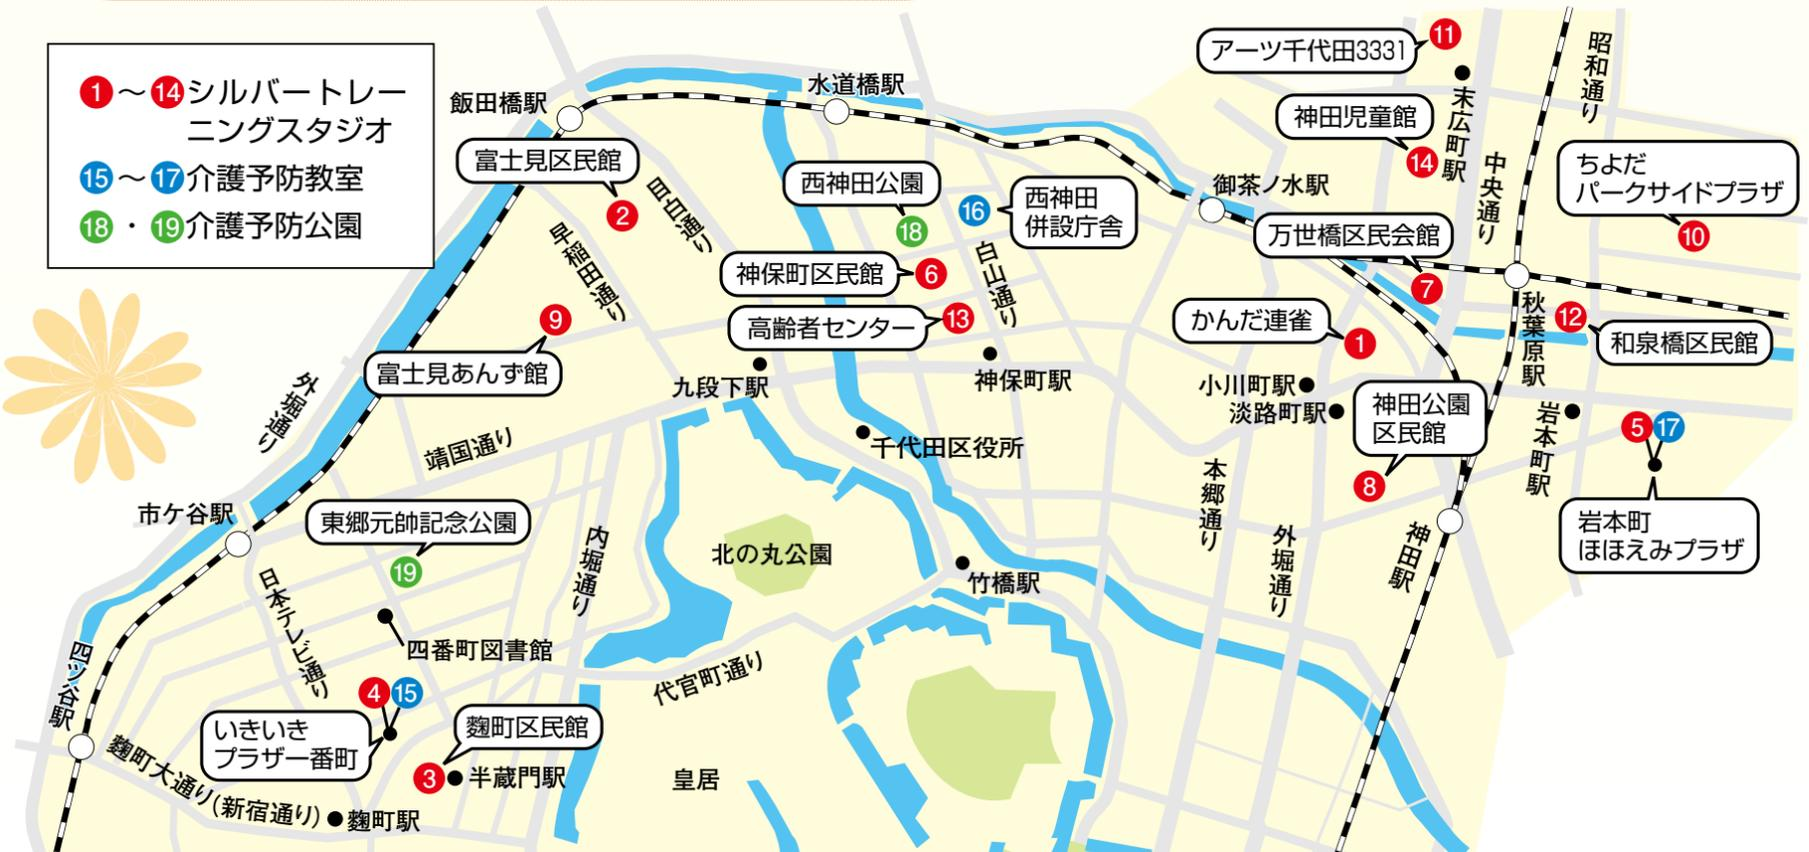 ①～⑭シルバートレー
ニングスタジオ
⑮～⑰介護予防教室
⑱・⑲介護予防公園
アーツ千代田3331
⑪
末広町駅
昭和通り
水道橋駅
飯田橋駅
神田児童館
⑭
中央通り
ちよだ
パークサイドプラザ
⑩
富士見区民館
②
目白通り
早稲田通り
西神田公園
⑱
⑯
西神田
併設庁舎
白山通り
御茶ノ水駅
万世橋区民会館
⑦
神保町区民館
⑥
高齢者センター
⑬
⑨
富士見あんず館
かんだ連雀
①
秋葉原駅
⑫
和泉橋区民館
九段下駅
神保町駅
小川町駅
淡路町駅
神田公園
区民館
⑧
岩本町駅
⑤⑰
岩本町
ほほえみプラザ
外堀通り
靖国通り
千代田区役所
本郷通り
外堀通り
神田駅
市ケ谷駅
東郷元帥記念公園
⑲
内堀通り
北の丸公園
竹橋駅
日本テレビ通り
四番町図書館
代官町通り
四ツ谷駅
④⑮
いきいき
プラザ一番町
麴町区民館
③
半蔵門駅
皇居
麴町大通り(新宿通り)
麴町駅